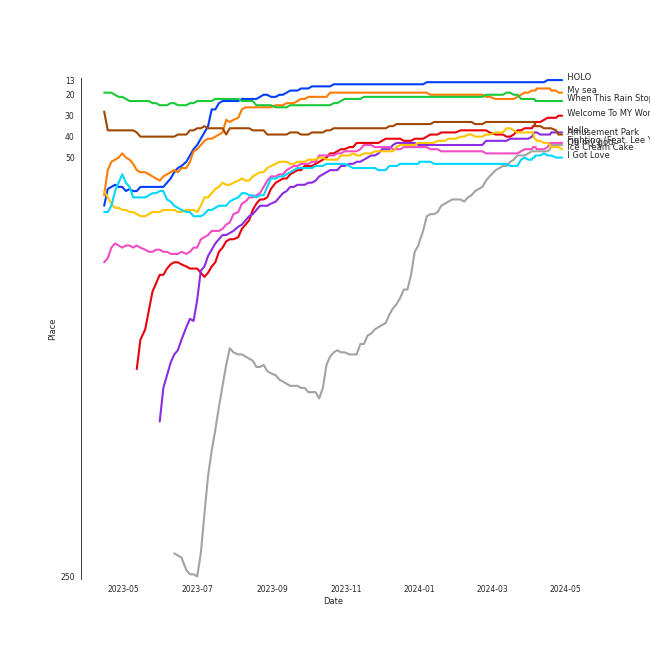 13
20
30
40
50
250
Place
HOLO
My sea
When This Rain Stop
Welcome To MY Wor
Hello
Amusement Park
Fighting (Feat. Lee Y
Ice Cream Cake
I Got Love
2023-05
2023-07
2023-09
2023-11
2024-01
2024-03
2024-05
Date